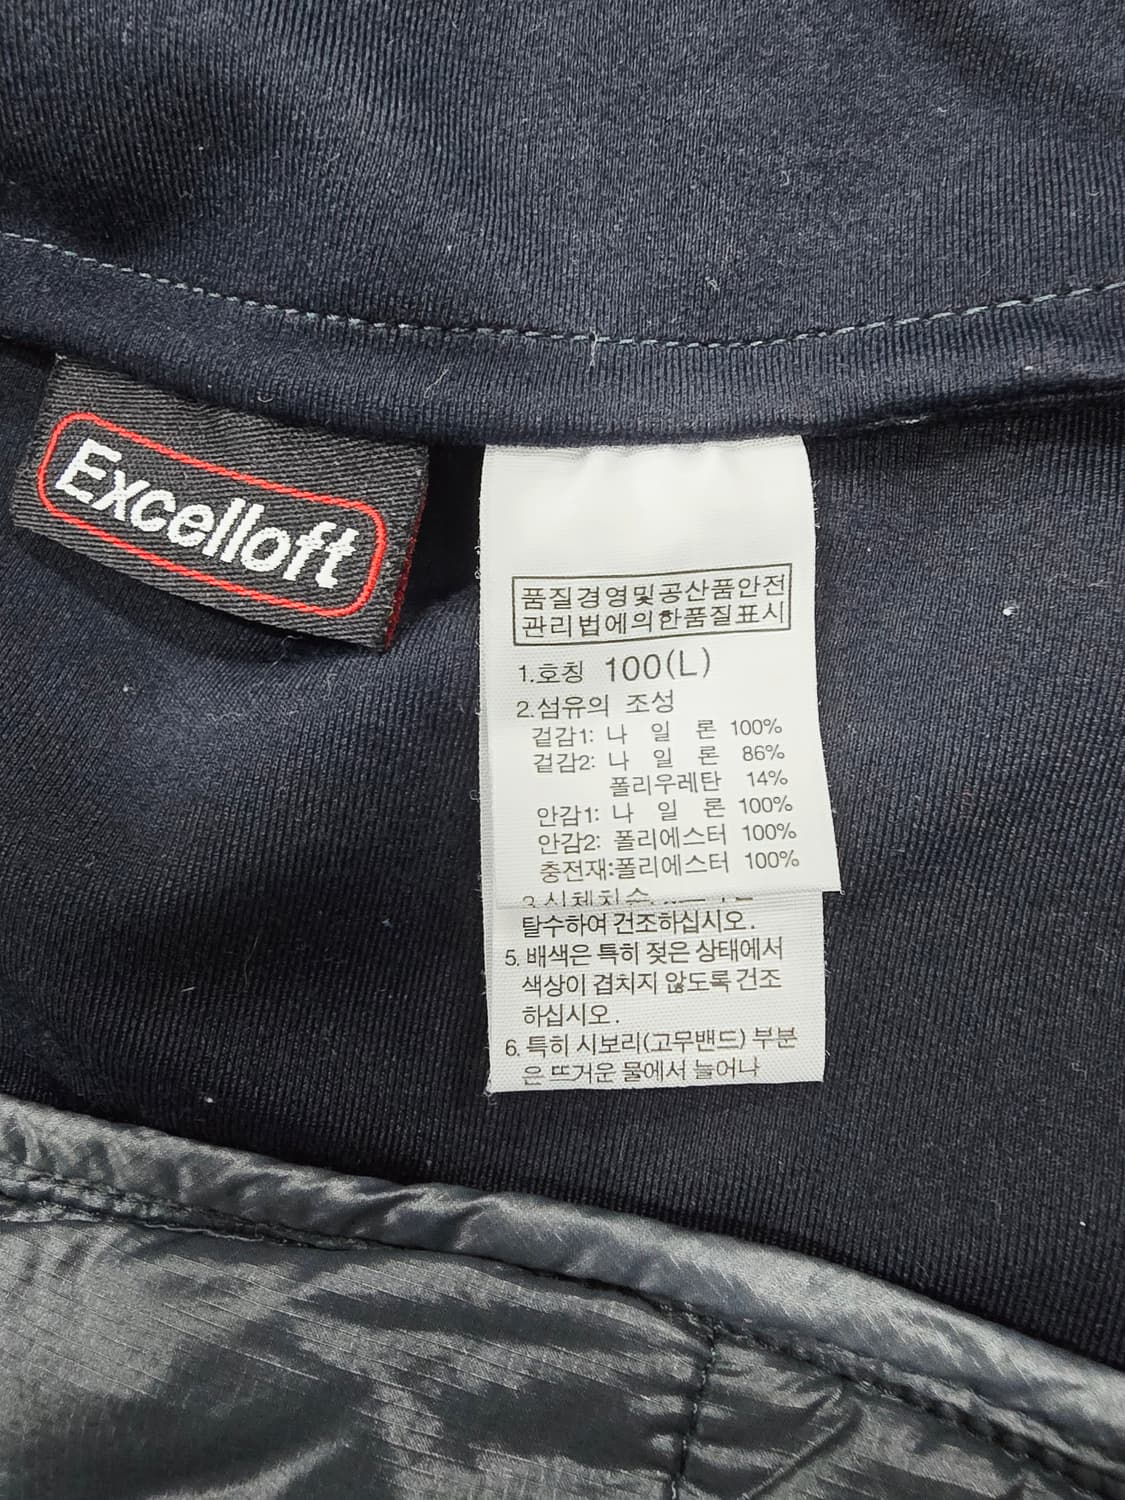 Excelloft
품질경영및공산품안전
관리법에의한품질표시
1.호칭 100(L)
2.섬유의 조성
겉감1: 나 일 론 100%
겉감2: 나 일 론 86%
폴리우레탄 14%
안감1: 나 일 론 100%
안감2: 폴리에스터 100%
충전재:폴리에스터 100%
3.신체치수
탈수하여 건조하십시오.
5. 배색은 특히 젖은 상태에서
색상이 겹치지 않도록 건조
하십시오.
6. 특히 시보리(고무밴드) 부분
은 뜨거운 물에서 늘어나